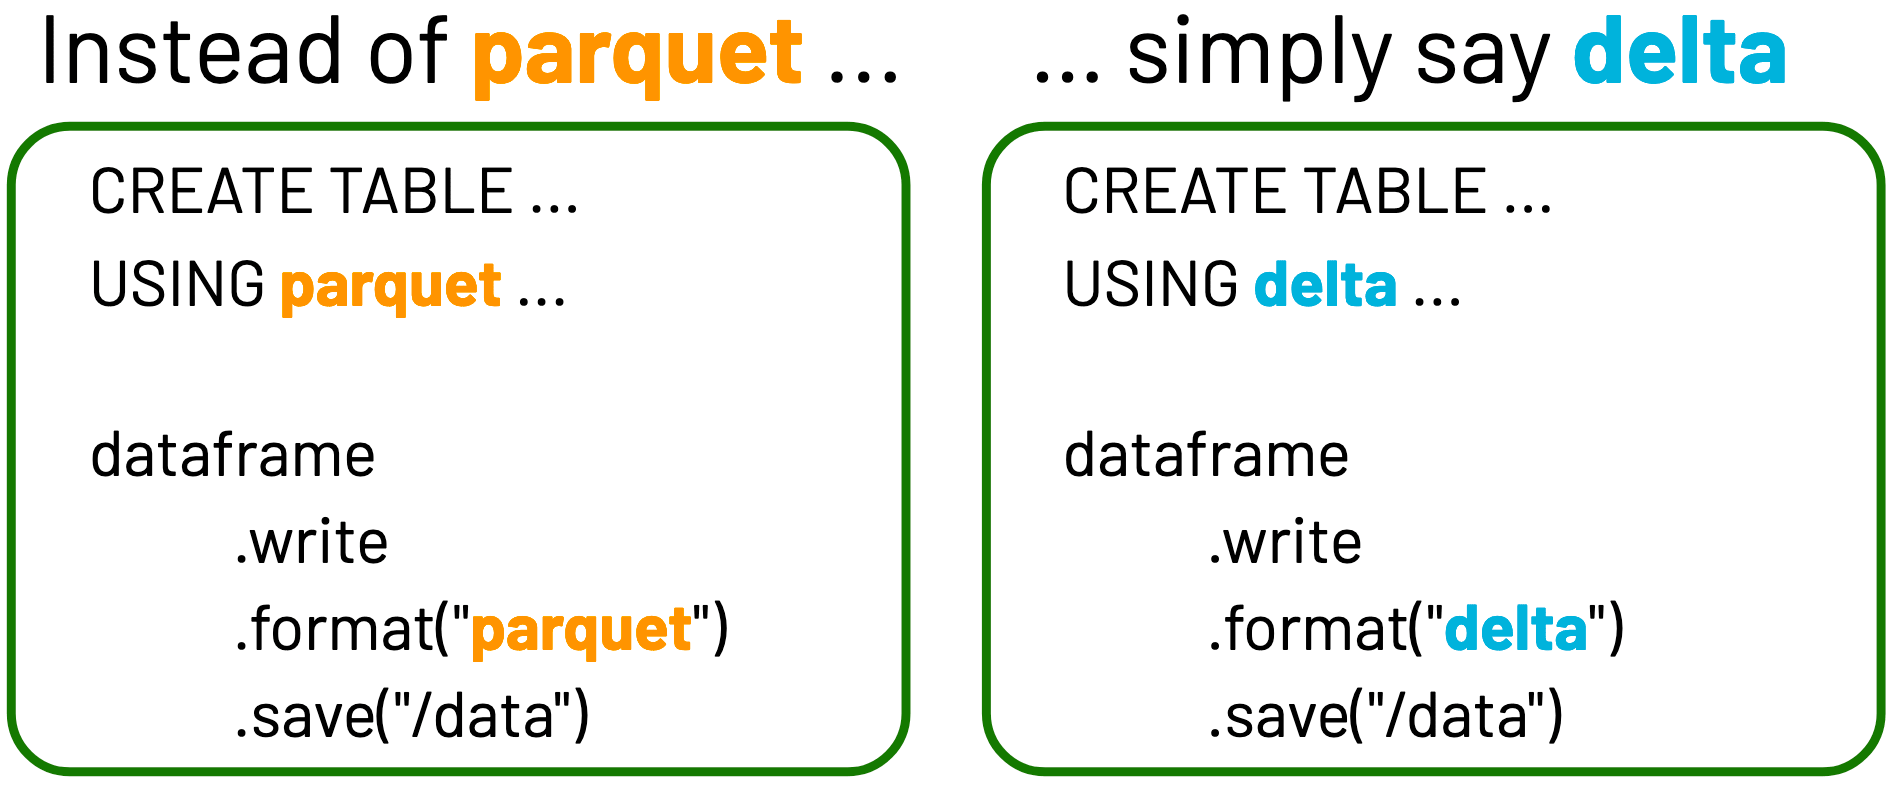 Instead of parquet ...
CREATE TABLE ...
USING parquet ...
dataframe
.write
.format("parquet")
.save("/data")
... simply say delta
CREATE TABLE ...
USING delta ...
dataframe
.write
.format("delta")
.save("/data")